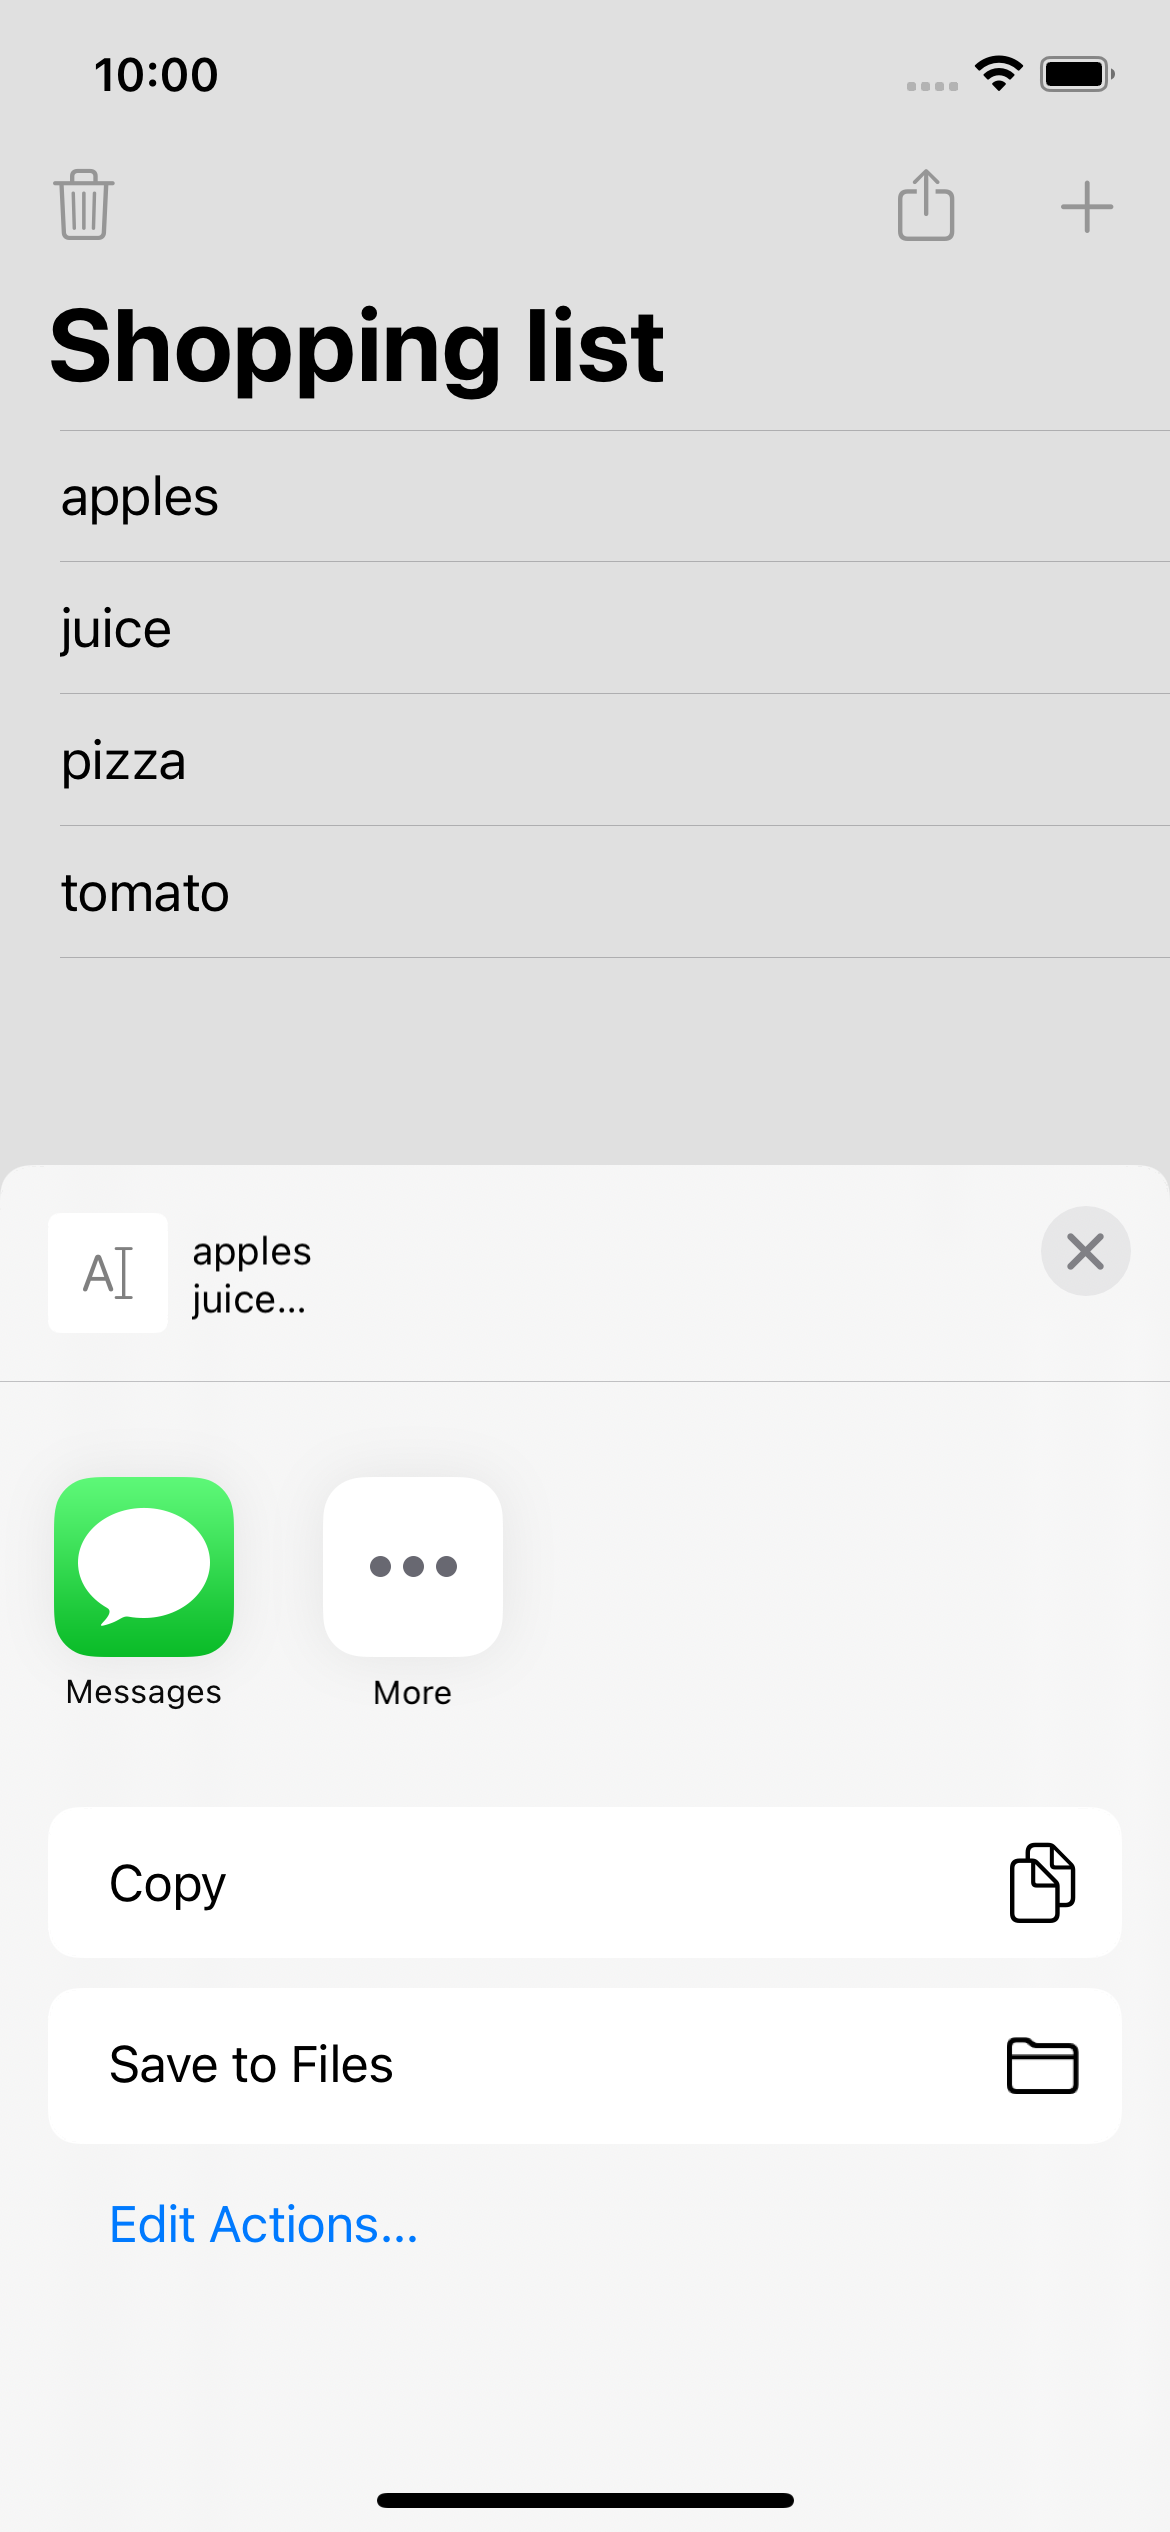 10:00
Shopping list
apples
juice
pizza
tomato
A
apples
juice...
Messages
More
Copy
Save to Files
Edit Actions...